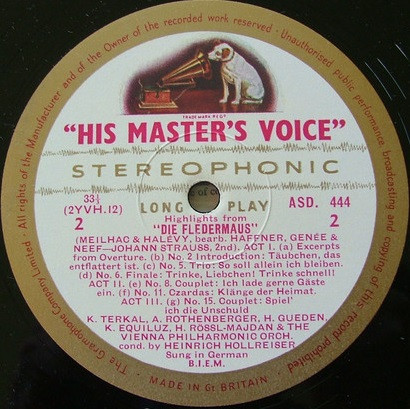 All rights of the Manufacturer and of the Owner of the recorded work reserved · Unauthorised public performance, broadcasting and copying of this record prohibited
The Gramophone Company Limited ·
TRADE MARK
"HIS MASTER'S VOICE"
STEREOPHONIC
33⅓
(2YVH.12)
2
LONG PLAY
ASD. 444
2
Highlights from
"DIE FLEDERMAUS"
(MEILHAC & HALEVY, bearb. HAFFNER, GENÉE &
NEEF—JOHANN STRAUSS, 2nd). ACT I. (a) Excerpts
from Overture. (b) No. 2 Introduction: Täubchen, das
entflattert ist. (c) No. 5. Trio: So soll allein ich bleiben.
(d) No. 6. Finale: Trinke, Liebchen! Trinke schnell!
ACT II. (e) No. 8. Couplet: Ich lade gerne Gäste
ein. (f) No. 11. Czardas: Klänge der Heimat.
ACT III. (g) No. 15. Couplet: Spiel'
ich die Unschuld
K. TERKAL, A. ROTHENBERGER, H. GUEDEN,
K. EQUILUZ, H. RÖSSL-MAJDAN & THE
VIENNA PHILHARMONIC ORCH.
cond. by HEINRICH HOLLREISER
Sung in German
B.I.E.M.
MADE IN Gt BRITAIN